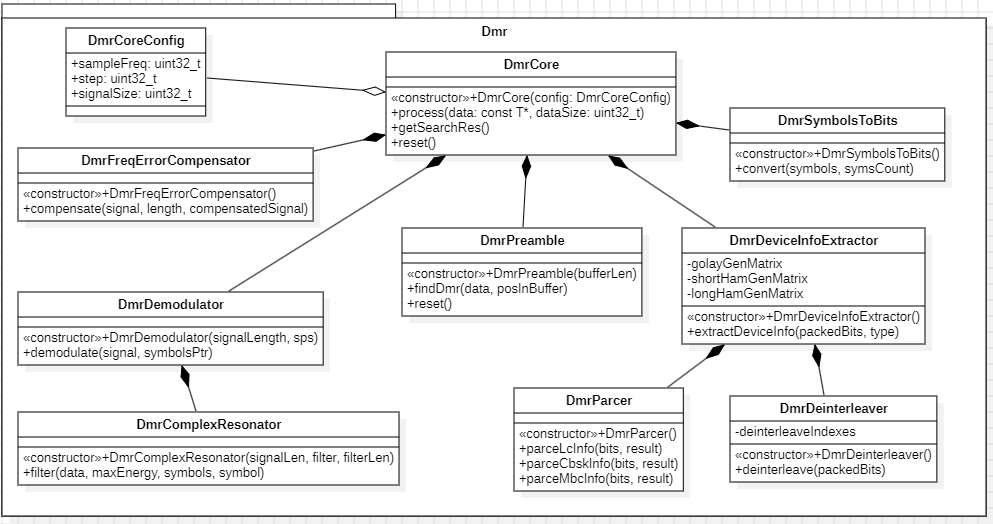 Dmr
DmrCoreConfig
+sampleFreq: uint32_t
+step: uint32_t
+signalSize: uint32_t
DmrCore
«constructor»+DmrCore(config: DmrCoreConfig)
+process(data: const T*, dataSize: uint32_t)
+getSearchRes()
+reset()
DmrSymbolsToBits
«constructor»+DmrSymbolsToBits()
+convert(symbols, symsCount)
DmrFreqErrorCompensator
«constructor»+DmrFreqErrorCompensator()
+compensate(signal, length, compensatedSignal)
DmrPreamble
«constructor»+DmrPreamble(bufferLen)
+findDmr(data, posInBuffer)
+reset()
DmrDeviceInfoExtractor
-golayGenMatrix
-shortHamGenMatrix
-longHamGenMatrix
«constructor»+DmrDeviceInfoExtractor()
+extractDeviceInfo(packedBits, type)
DmrDemodulator
«constructor»+DmrDemodulator(signalLength, sps)
+demodulate(signal, symbolsPtr)
DmrComplexResonator
«constructor»+DmrComplexResonator(signalLen, filter, filterLen)
+filter(data, maxEnergy, symbols, symbol)
DmrParcer
«constructor»+DmrParcer()
+parceLcInfo(bits, result)
+parceCbskInfo(bits, result)
+parceMbcInfo(bits, result)
DmrDeinterleaver
-deinterleaveIndexes
«constructor»+DmrDeinterleaver()
+deinterleave(packedBits)